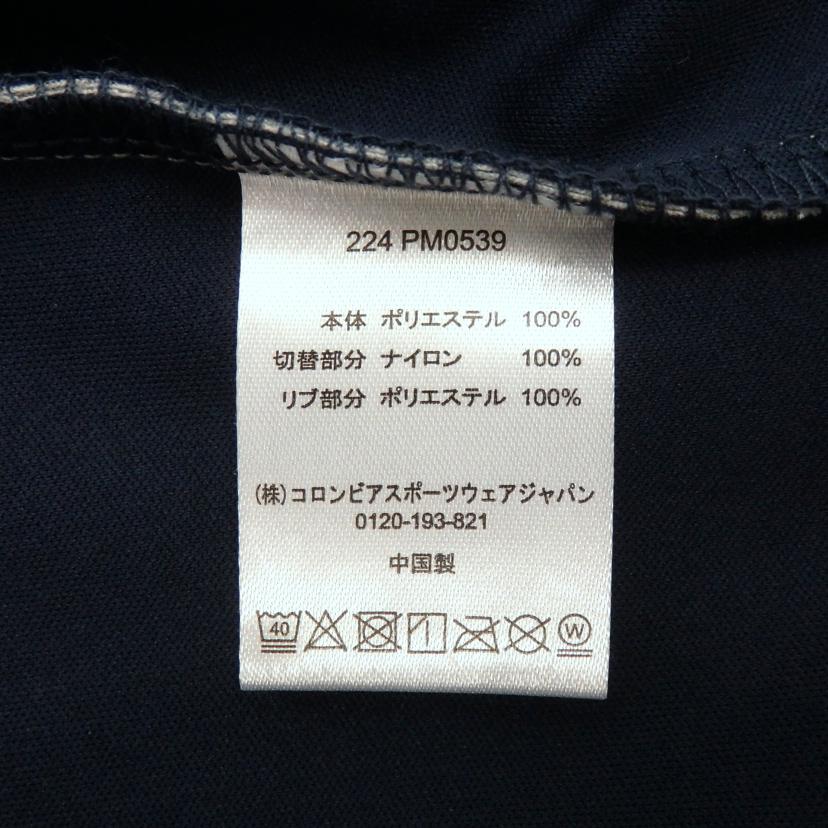 224 PM0539
本体 ポリエステル 100%
切替部分 ナイロン 100%
リブ部分 ポリエステル 100%
(株)コロンビアスポーツウェアジャパン
0120-193-821
中国製
40 W